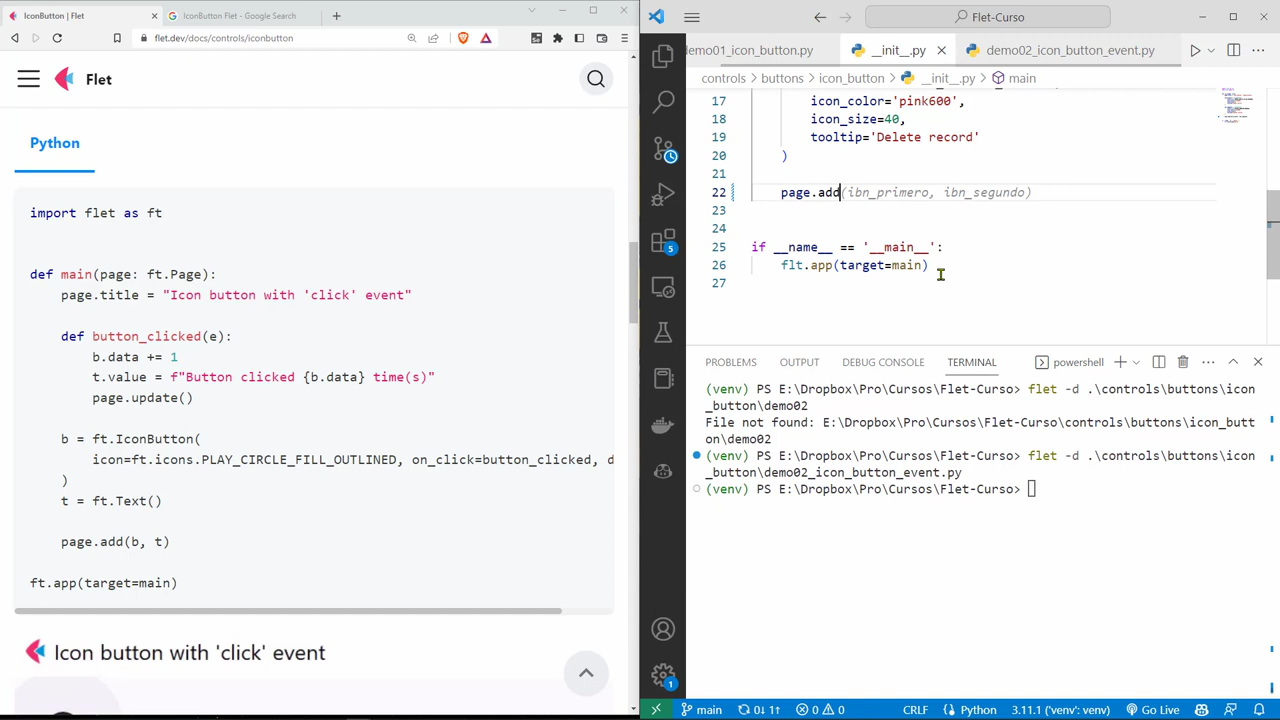 IconButton | Flet
IconButton Flet - Google Search
flet.dev/docs/controls/iconbutton
Flet
Python
import flet as ft
def main(page: ft.Page):
page.title = "Icon button with 'click' event"
def button_clicked(e):
b.data += 1
t.value = f"Button clicked {b.data} time(s)"
page.update()
b = ft.IconButton(
icon=ft.icons.PLAY_CIRCLE_FILL_OUTLINED, on_click=button_clicked, d
)
t = ft.Text()
page.add(b, t)
ft.app(target=main)
Icon button with 'click' event
Flet-Curso
demo01_icon_button.py
__init__.py
demo02_icon_button_event.py
controls > buttons > icon_button > __init__.py > main
17 icon_color='pink600',
18 icon_size=40,
19 tooltip='Delete record'
20 )
21
22 page.add(ibn_primero, ibn_segundo)
23
24
25 if __name__ == '__main__':
26 flt.app(target=main)
27
PROBLEMS OUTPUT DEBUG CONSOLE TERMINAL powershell
(venv) PS E:\Dropbox\Pro\Cursos\Flet-Curso> flet -d .\controls\buttons\icon
_button\demo02
File not found: E:\Dropbox\Pro\Cursos\Flet-Curso\controls\buttons\icon_butt
on\demo02
(venv) PS E:\Dropbox\Pro\Cursos\Flet-Curso> flet -d .\controls\buttons\icon
_button\demo02_icon_button_event.py
(venv) PS E:\Dropbox\Pro\Cursos\Flet-Curso>
5
1
main 0↓ 1↑ 0 0 CRLF Python 3.11.1 ('venv': venv) Go Live